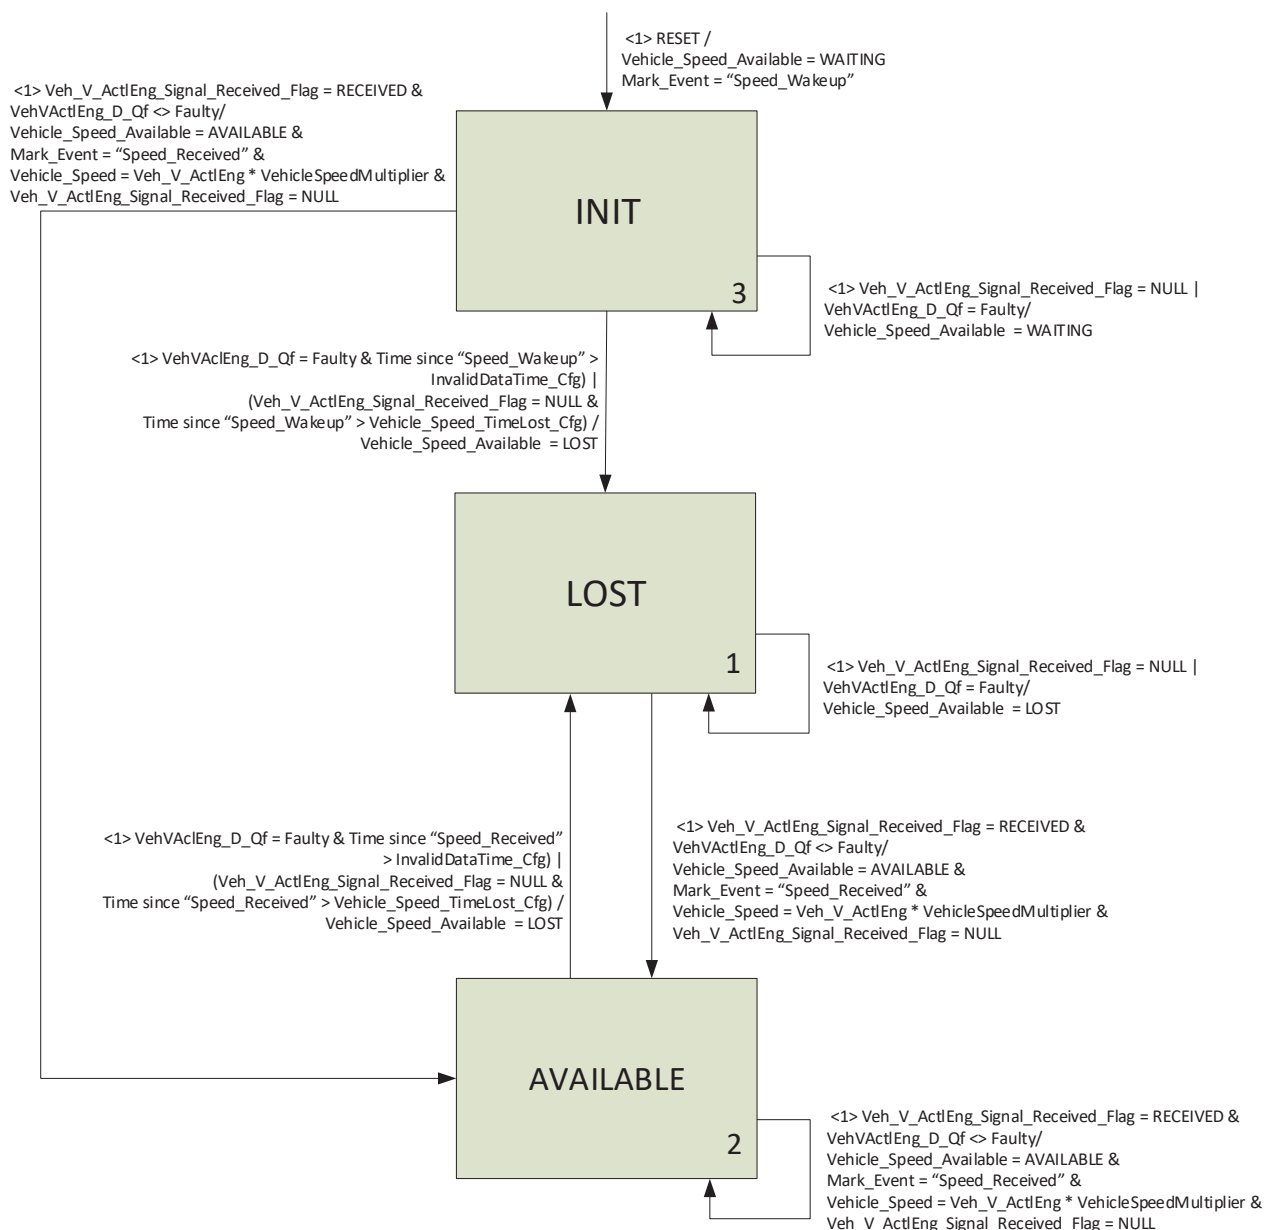 <1> RESET /
Vehicle_Speed_Available = WAITING
Mark_Event = “Speed_Wakeup”
<1> Veh_V_ActlEng_Signal_Received_Flag = RECEIVED &
VehVActlEng_D_Qf <> Faulty/
Vehicle_Speed_Available = AVAILABLE &
Mark_Event = “Speed_Received” &
Vehicle_Speed = Veh_V_ActlEng * VehicleSpeedMultiplier &
Veh_V_ActlEng_Signal_Received_Flag = NULL
INIT
3
<1> Veh_V_ActlEng_Signal_Received_Flag = NULL |
VehVActlEng_D_Qf = Faulty/
Vehicle_Speed_Available = WAITING
<1> VehVAclEng_D_Qf = Faulty & Time since “Speed_Wakeup” >
InvalidDataTime_Cfg) |
(Veh_V_ActlEng_Signal_Received_Flag = NULL &
Time since “Speed_Wakeup” > Vehicle_Speed_TimeLost_Cfg) /
Vehicle_Speed_Available = LOST
LOST
1
<1> Veh_V_ActlEng_Signal_Received_Flag = NULL |
VehVActlEng_D_Qf = Faulty/
Vehicle_Speed_Available = LOST
<1> VehVAclEng_D_Qf = Faulty & Time since “Speed_Received”
> InvalidDataTime_Cfg) |
(Veh_V_ActlEng_Signal_Received_Flag = NULL &
Time since “Speed_Received” > Vehicle_Speed_TimeLost_Cfg) /
Vehicle_Speed_Available = LOST
<1> Veh_V_ActlEng_Signal_Received_Flag = RECEIVED &
VehVActlEng_D_Qf <> Faulty/
Vehicle_Speed_Available = AVAILABLE &
Mark_Event = “Speed_Received” &
Vehicle_Speed = Veh_V_ActlEng * VehicleSpeedMultiplier &
Veh_V_ActlEng_Signal_Received_Flag = NULL
AVAILABLE
2
<1> Veh_V_ActlEng_Signal_Received_Flag = RECEIVED &
VehVActlEng_D_Qf <> Faulty/
Vehicle_Speed_Available = AVAILABLE &
Mark_Event = “Speed_Received” &
Vehicle_Speed = Veh_V_ActlEng * VehicleSpeedMultiplier &
Veh_V_ActlEng_Signal_Received_Flag = NULL